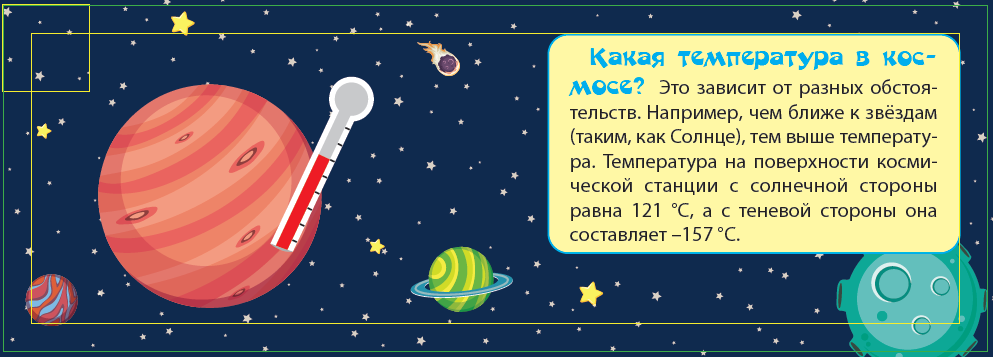 Какая температура в кос-
мосе? Это зависит от разных обстоя-
тельств. Например, чем ближе к звёздам
(таким, как Солнце), тем выше температу-
ра. Температура на поверхности косми-
ческой станции с солнечной стороны
равна 121 °С, а с теневой стороны она
составляет –157 °С.